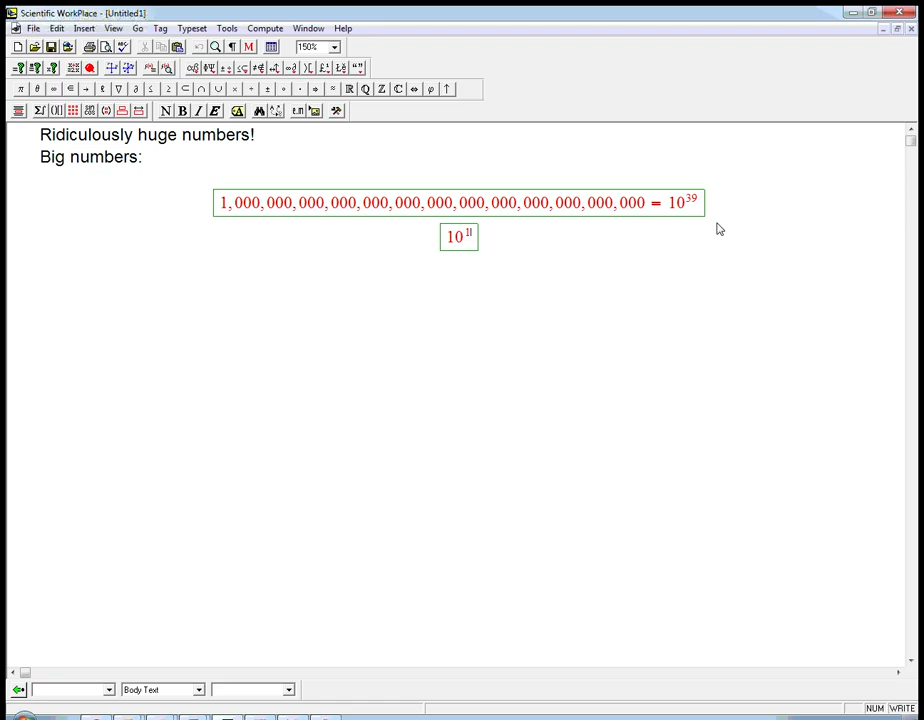 Scientific WorkPlace - [Untitled1]
File Edit Insert View Go Tag Typeset Tools Compute Window Help
150%
π θ ∞ ∈ → ℓ ∇ ∂ ≤ ≥ ⊂ ∩ ∪ × ÷ ± ∘ · ⇒ ≈ ℝ ℚ ℤ ℂ ⇔ φ ↑
N B I E
Ridiculously huge numbers!
Big numbers:
1,000,000,000,000,000,000,000,000,000,000,000,000,000 = 10^39
10^1
Body Text
NUM WRITE